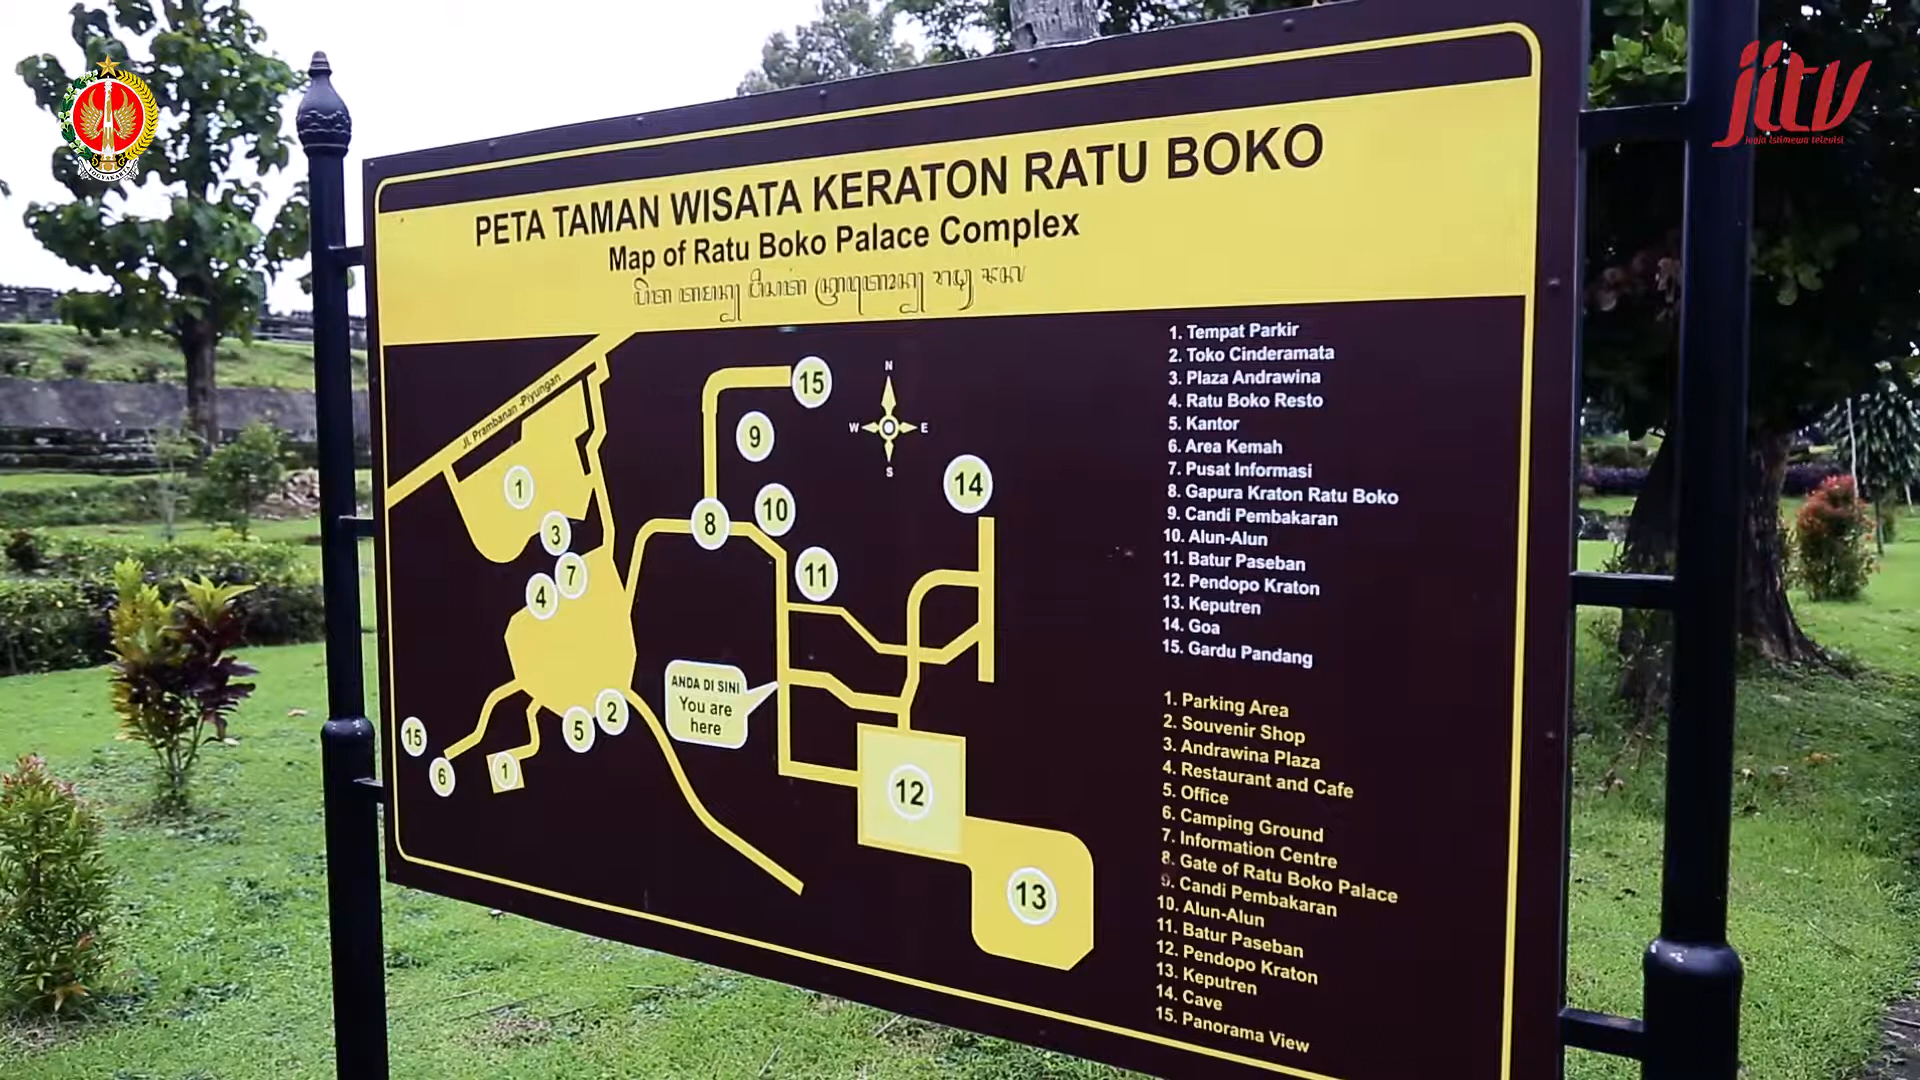 YOGYAKARTA
jitv
jogja istimewa televisi
PETA TAMAN WISATA KERATON RATU BOKO
Map of Ratu Boko Palace Complex
Jl. Prambanan -Piyungan
15
9
N
W E
S
14
1
10
8
3
11
7
4
ANDA DI SINI
You are
here
2
5
15
6
1
12
13
1. Tempat Parkir
2. Toko Cinderamata
3. Plaza Andrawina
4. Ratu Boko Resto
5. Kantor
6. Area Kemah
7. Pusat Informasi
8. Gapura Kraton Ratu Boko
9. Candi Pembakaran
10. Alun-Alun
11. Batur Paseban
12. Pendopo Kraton
13. Keputren
14. Goa
15. Gardu Pandang
1. Parking Area
2. Souvenir Shop
3. Andrawina Plaza
4. Restaurant and Cafe
5. Office
6. Camping Ground
7. Information Centre
8. Gate of Ratu Boko Palace
9. Candi Pembakaran
10. Alun-Alun
11. Batur Paseban
12. Pendopo Kraton
13. Keputren
14. Cave
15. Panorama View